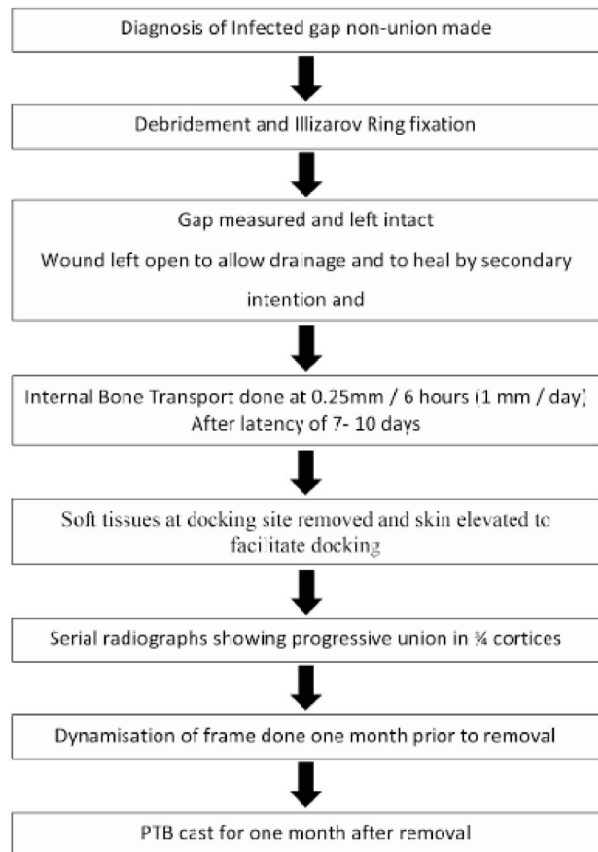 Diagnosis of Infected gap non-union made
Debridement and Illizarov Ring fixation
Gap measured and left intact
Wound left open to allow drainage and to heal by secondary
intention and
Internal Bone Transport done at 0.25mm / 6 hours (1 mm / day)
After latency of 7- 10 days
Soft tissues at docking site removed and skin elevated to
facilitate docking
Serial radiographs showing progressive union in ¾ cortices
Dynamisation of frame done one month prior to removal
PTB cast for one month after removal